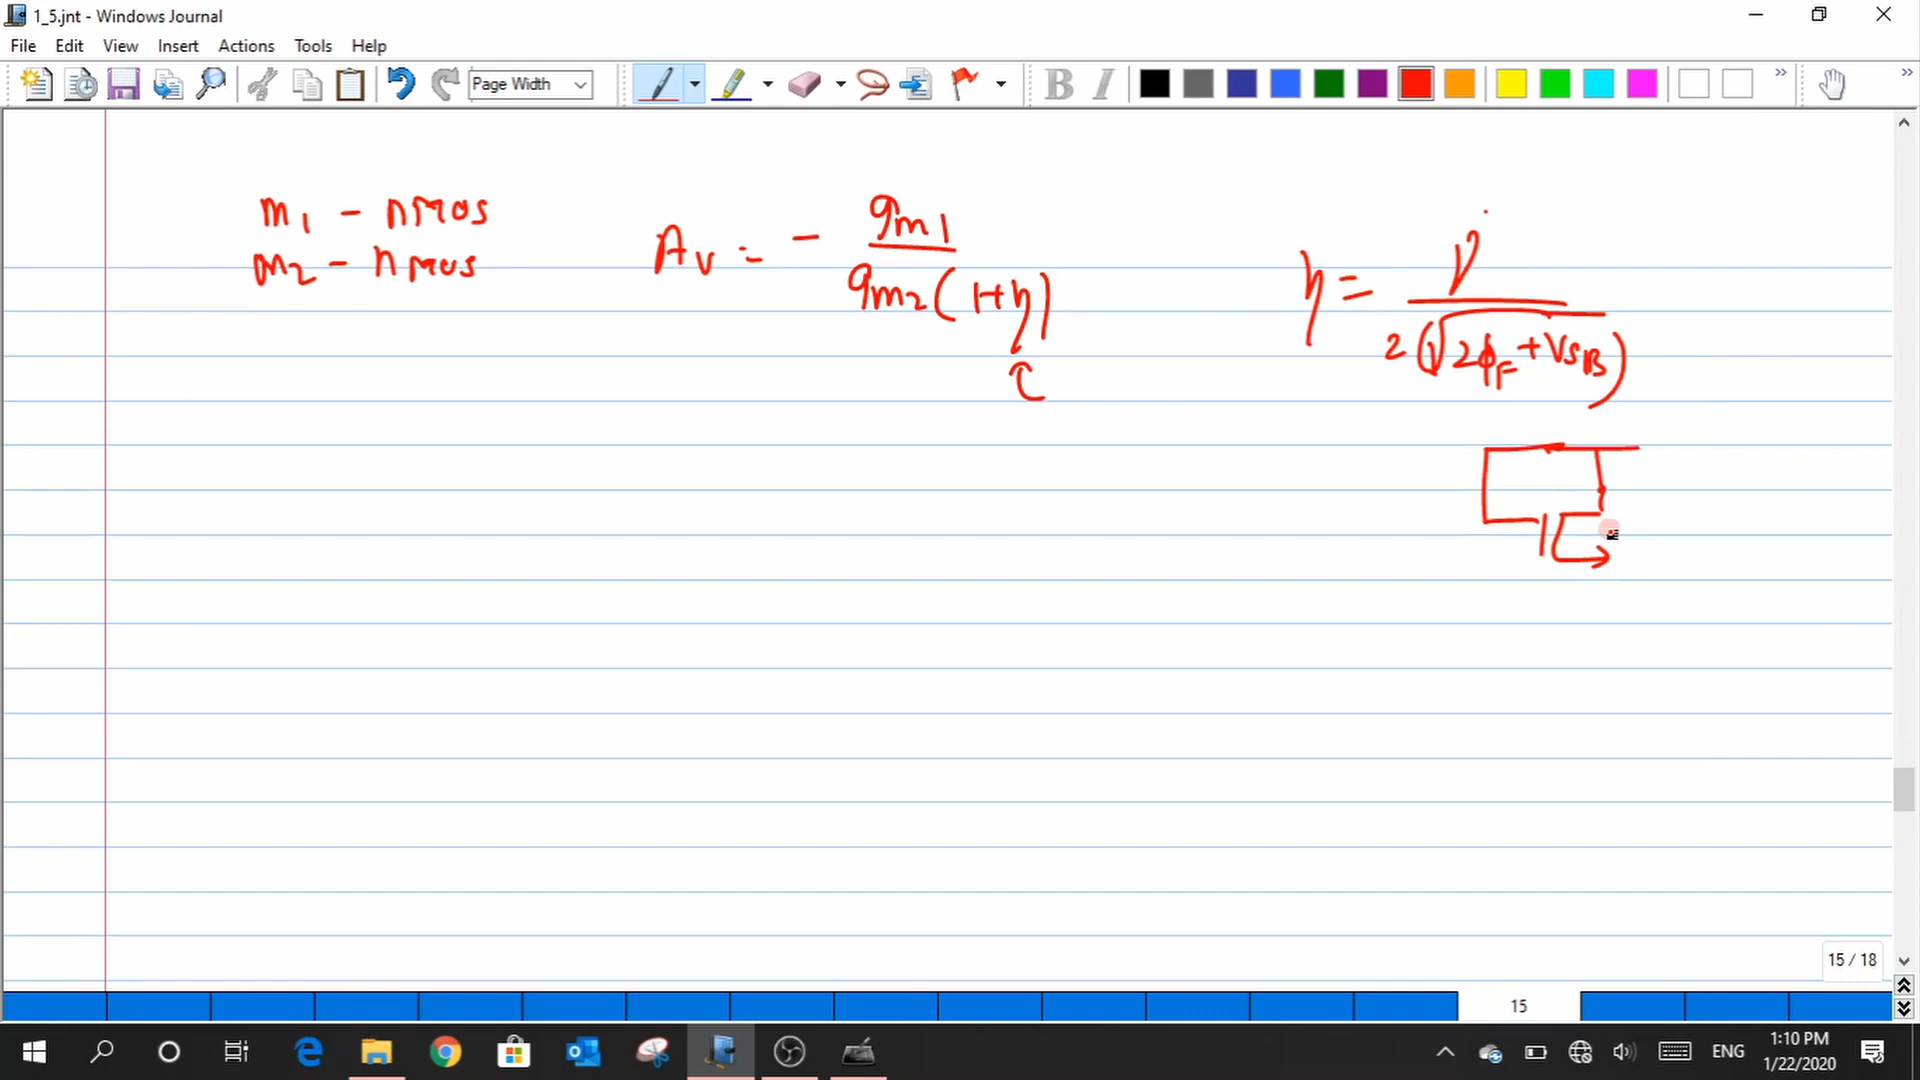 1_5.jnt - Windows Journal
File Edit View Insert Actions Tools Help
Page Width
B I
m1 - nmos
m2 - nmos
Av = - gm1 / gm2 (1+η)
η = γ / 2(√2ϕF + VSB)
15 / 18
15
ENG
1:10 PM
1/22/2020